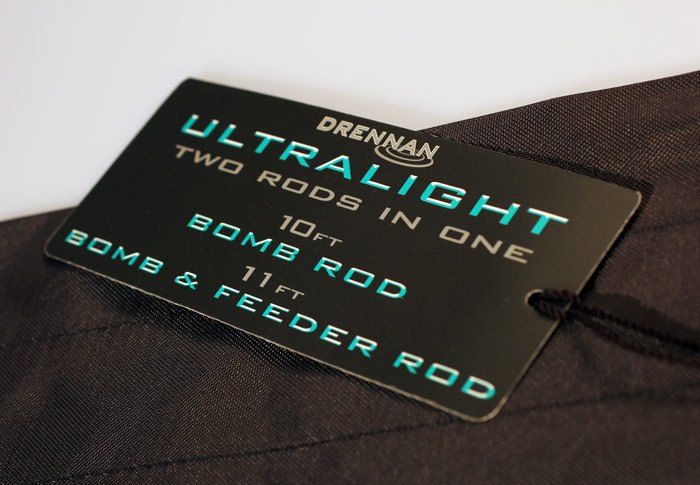 DRENNAN
ULTRALIGHT
TWO RODS IN ONE
10FT
BOMB ROD
11FT
BOMB & FEEDER ROD